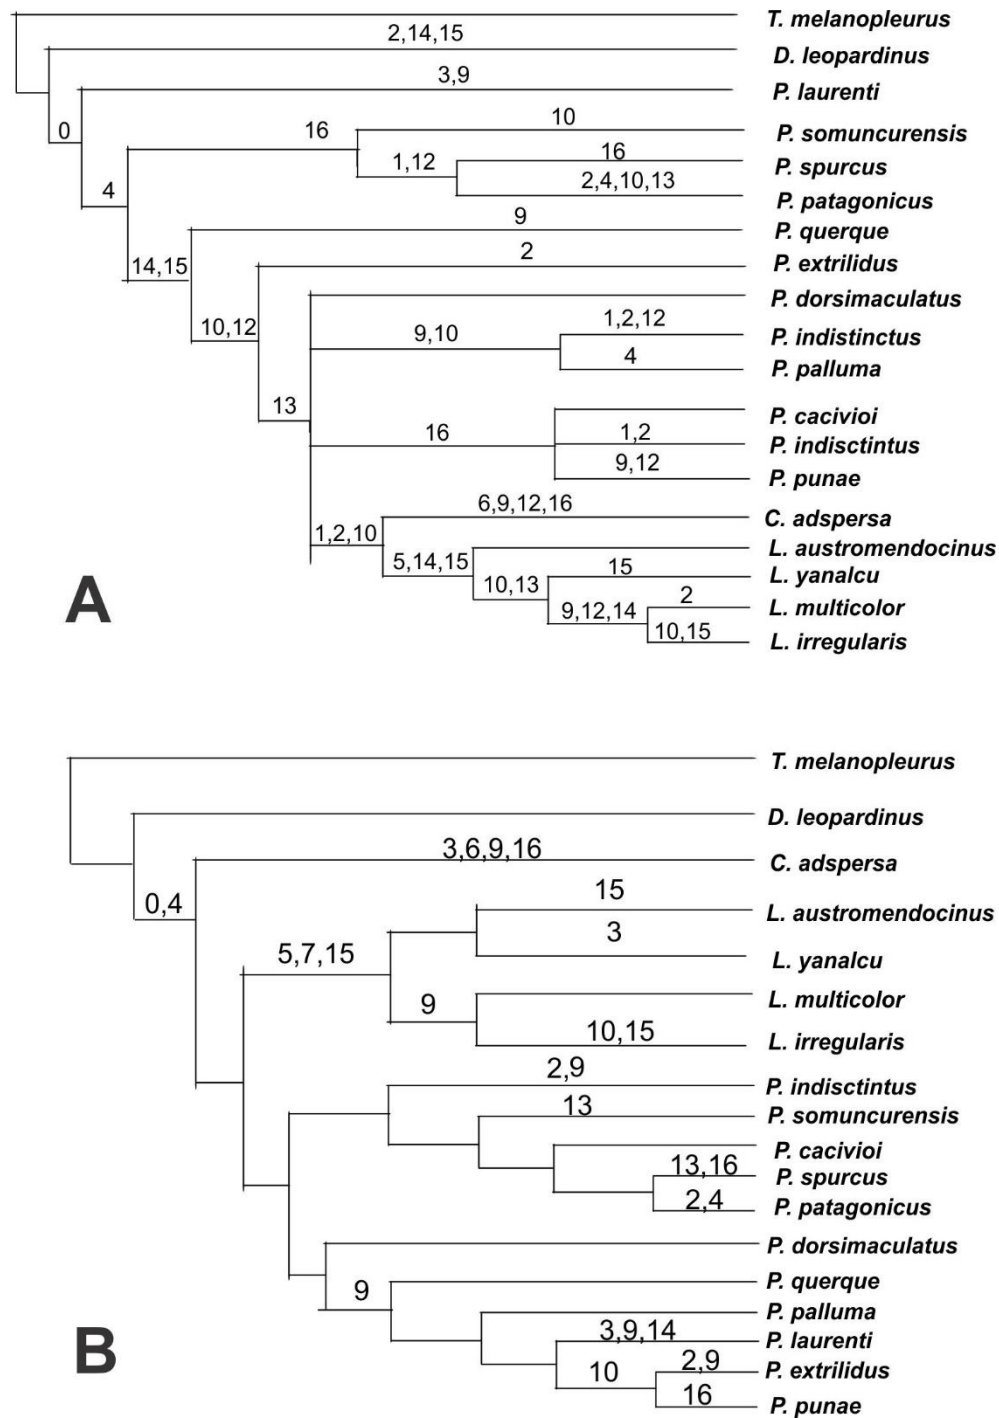 T. melanopleurus
2,14,15
D. leopardinus
3,9
P. laurenti
0
10
16
P. somuncurensis
16
1,12
P. spurcus
2,4,10,13
4
P. patagonicus
9
P. querque
2
14,15
P. extrilidus
P. dorsimaculatus
1,2,12
10,12
9,10
P. indistinctus
4
P. palluma
13
P. cacivioi
16
1,2
P. indisctintus
9,12
P. punae
6,9,12,16
C. adspersa
1,2,10
L. austromendocinus
5,14,15
15
L. yanalcu
10,13
2
A
9,12,14
L. multicolor
10,15
L. irregularis
T. melanopleurus
D. leopardinus
3,6,9,16
C. adspersa
0,4
15
L. austromendocinus
3
5,7,15
L. yanalcu
9
L. multicolor
10,15
L. irregularis
2,9
P. indisctintus
13
P. somuncurensis
P. cacivioi
13,16
P. spurcus
2,4
P. patagonicus
P. dorsimaculatus
9
P. querque
P. palluma
B
3,9,14
P. laurenti
10
2,9
P. extrilidus
16
P. punae